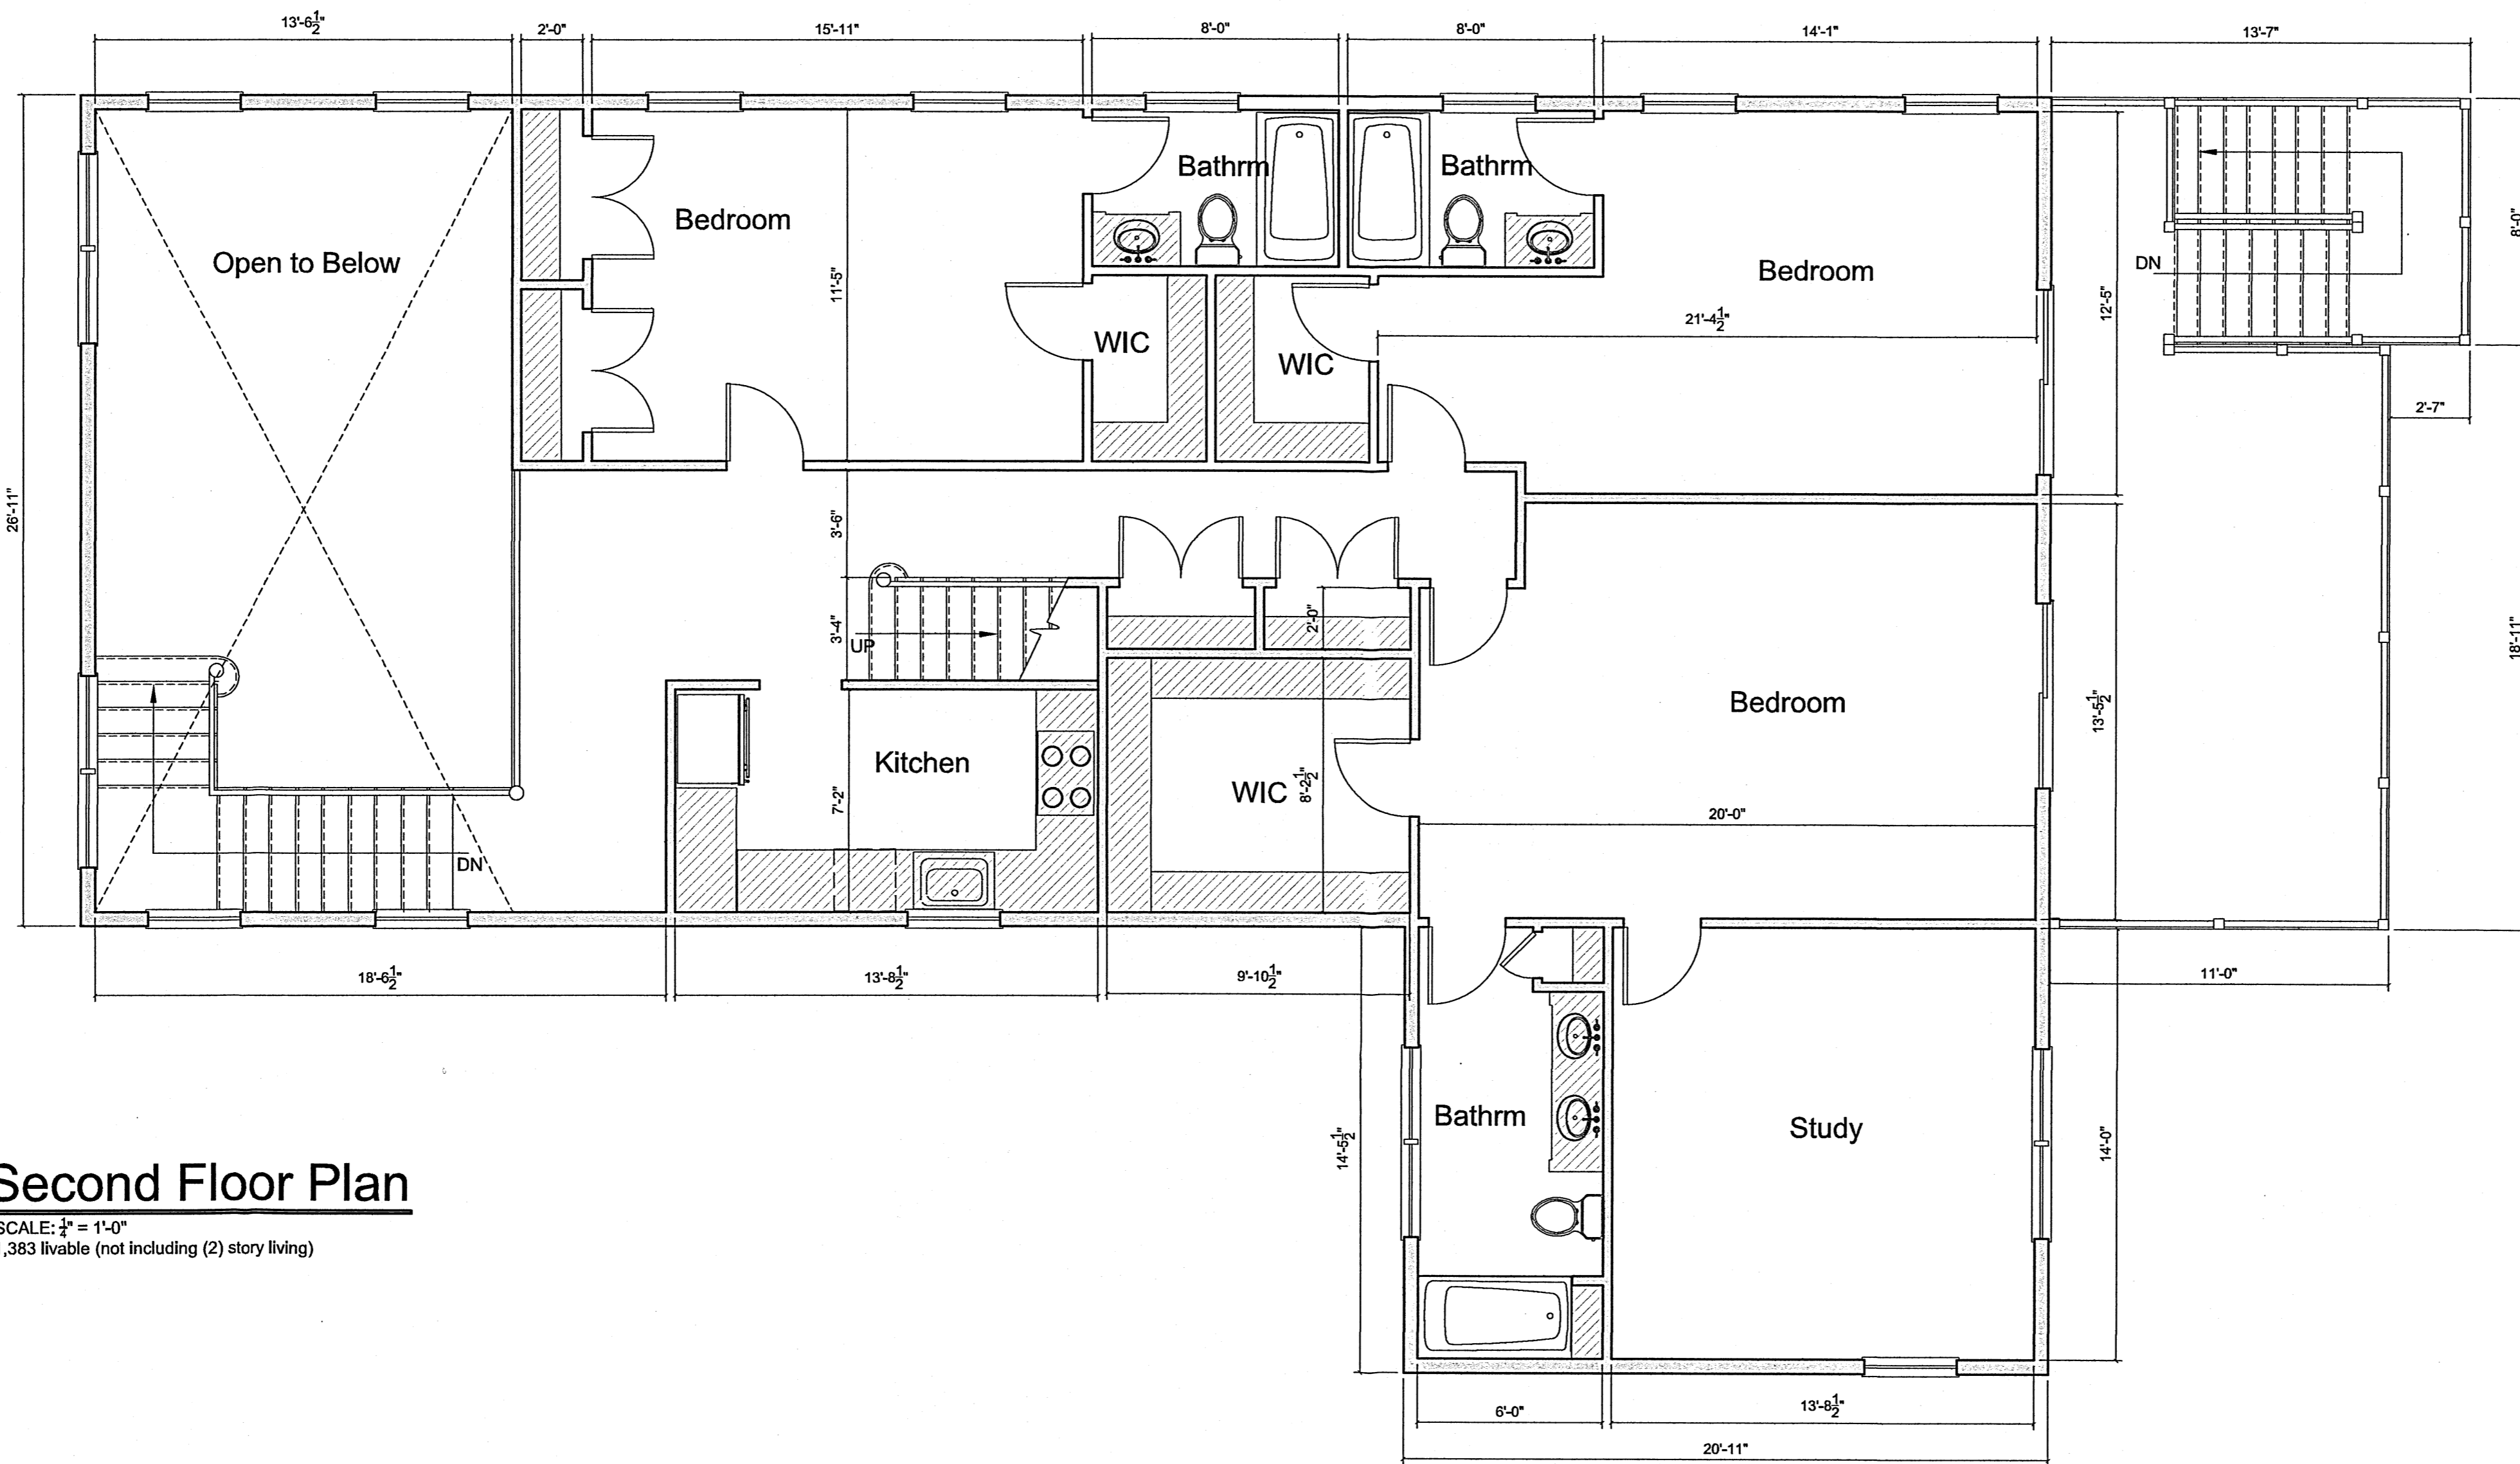 13'-6½"
2'-0"
15'-11"
8'-0"
8'-0"
14'-1"
13'-7"
Bathrm
Bathrm
Bedroom
Open to Below
11'-5"
Bedroom
DN
8'-0"
12'-5"
21'-4½"
WIC
WIC
2'-7"
26'-11"
3'-6"
3'-4"
UP
2'-0"
18'-11"
Bedroom
13'-5½"
Kitchen
7'-2"
WIC
8'-2½"
20'-0"
DN
18'-6½"
13'-8½"
9'-10½"
11'-0"
Bathrm
Study
14'-5½"
14'-0"
Second Floor Plan
SCALE: ¼" = 1'-0"
,383 livable (not including (2) story living)
6'-0"
13'-8½"
20'-11"